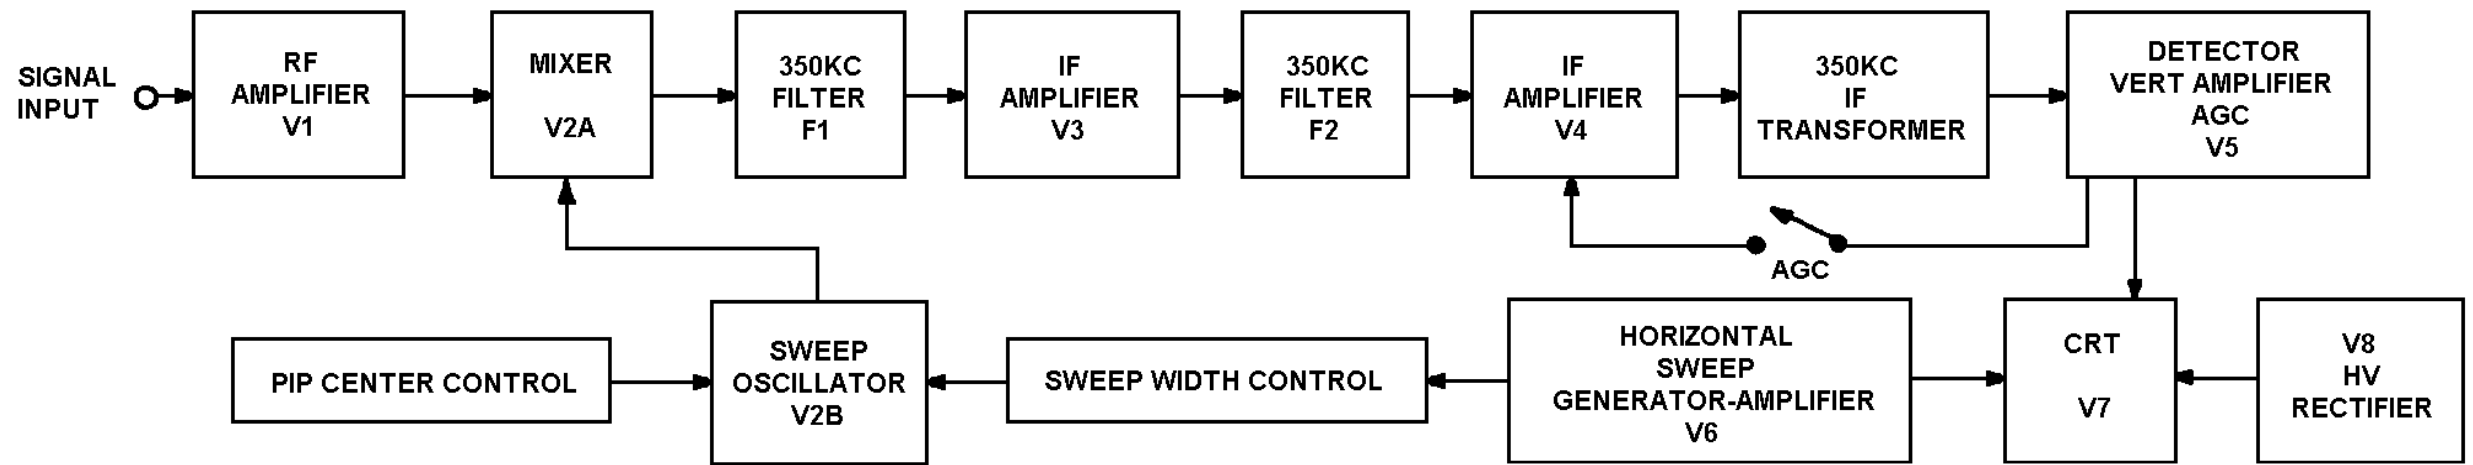 SIGNAL
INPUT
RF
AMPLIFIER
V1
MIXER
V2A
350KC
FILTER
F1
IF
AMPLIFIER
V3
350KC
FILTER
F2
IF
AMPLIFIER
V4
350KC
IF
TRANSFORMER
DETECTOR
VERT AMPLIFIER
AGC
V5
AGC
PIP CENTER CONTROL
SWEEP
OSCILLATOR
V2B
SWEEP WIDTH CONTROL
HORIZONTAL
SWEEP
GENERATOR-AMPLIFIER
V6
CRT
V7
V8
HV
RECTIFIER